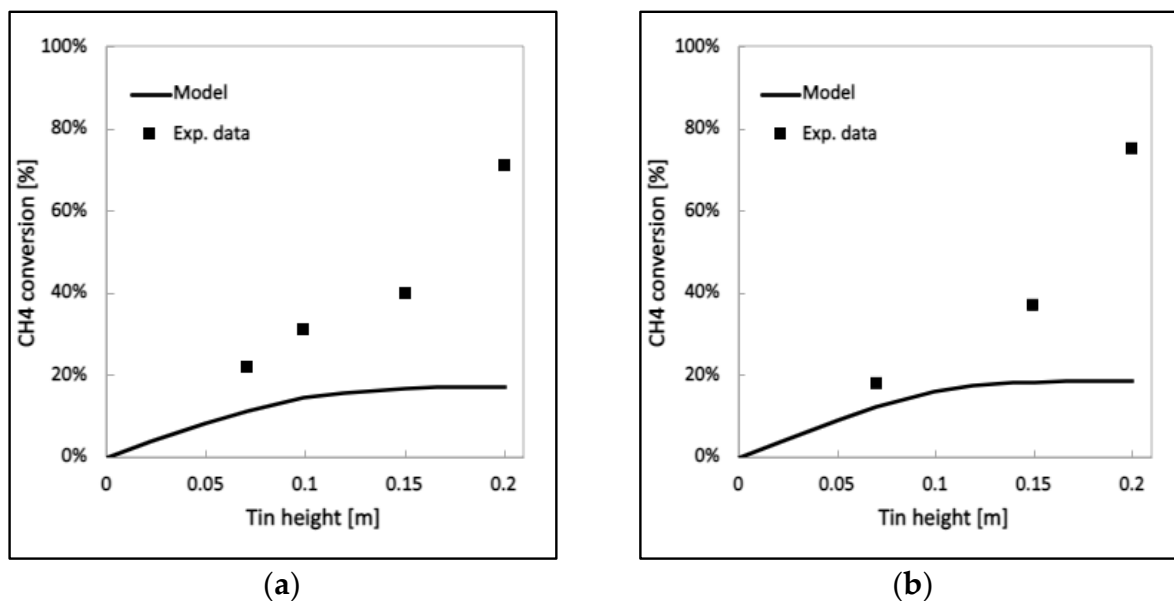 100%
80%
60%
40%
20%
0%
CH4 conversion [%]
Model
Exp. data
0 0.05 0.1 0.15 0.2
Tin height [m]
(a)
100%
80%
60%
40%
20%
0%
CH4 conversion [%]
Model
Exp. data
0 0.05 0.1 0.15 0.2
Tin height [m]
(b)